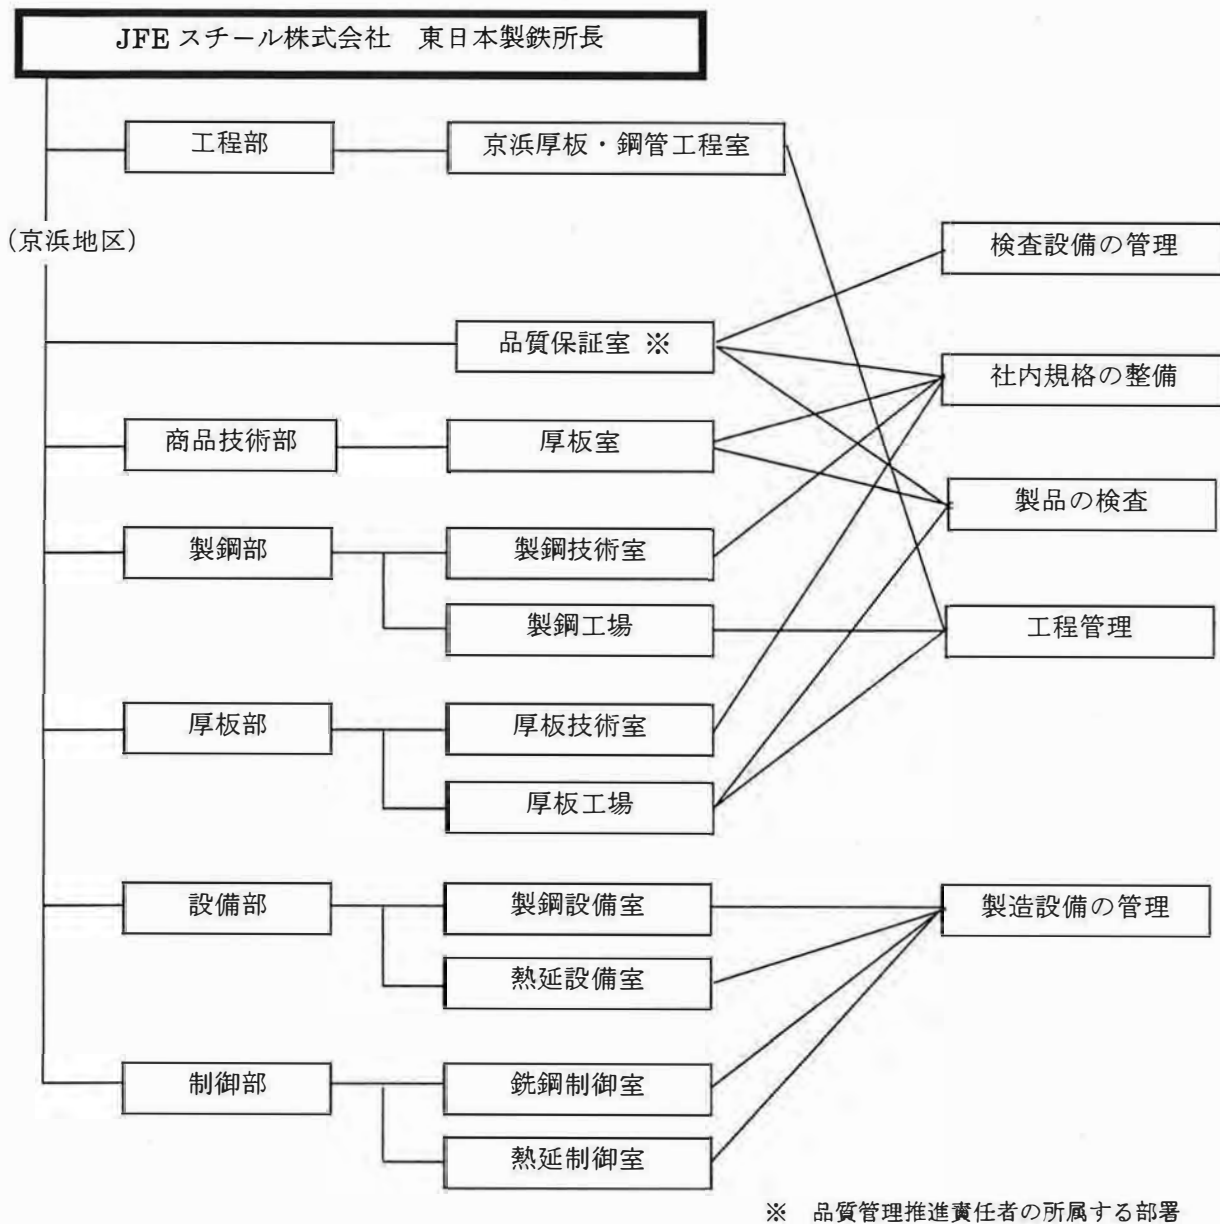 JFE スチール株式会社　東日本製鉄所長
工程部
京浜厚板・鋼管工程室
(京浜地区)
検査設備の管理
品質保証室 ※
社内規格の整備
商品技術部
厚板室
製品の検査
製鋼部
製鋼技術室
製鋼工場
工程管理
厚板部
厚板技術室
厚板工場
設備部
製鋼設備室
製造設備の管理
熱延設備室
制御部
銑鋼制御室
熱延制御室
※　品質管理推進責任者の所属する部署